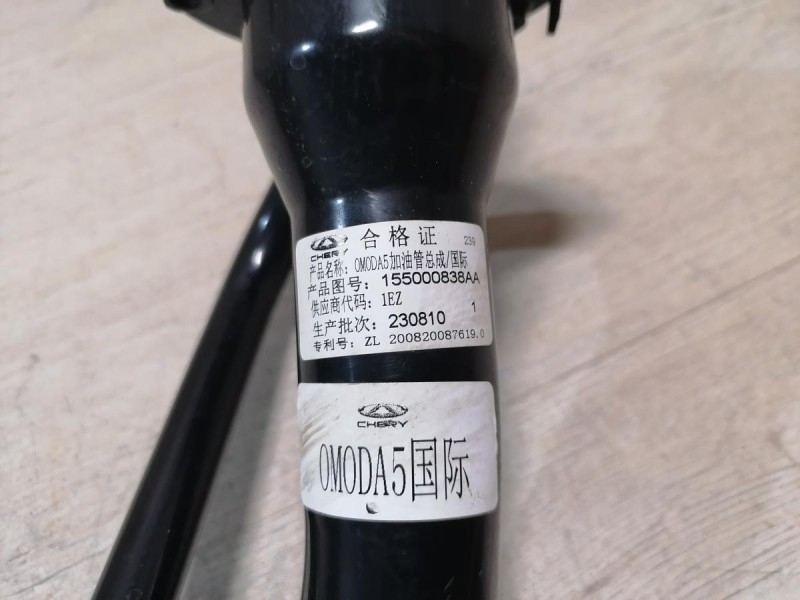 CHERY 合格证 239
产品名称: OMODA5加油管总成/国际
产品图号: 155000838AA
供应商代码: 1EZ
生产批次: 230810 1
专利号: ZL 200820087619.0
CHERY
OMODA5国际